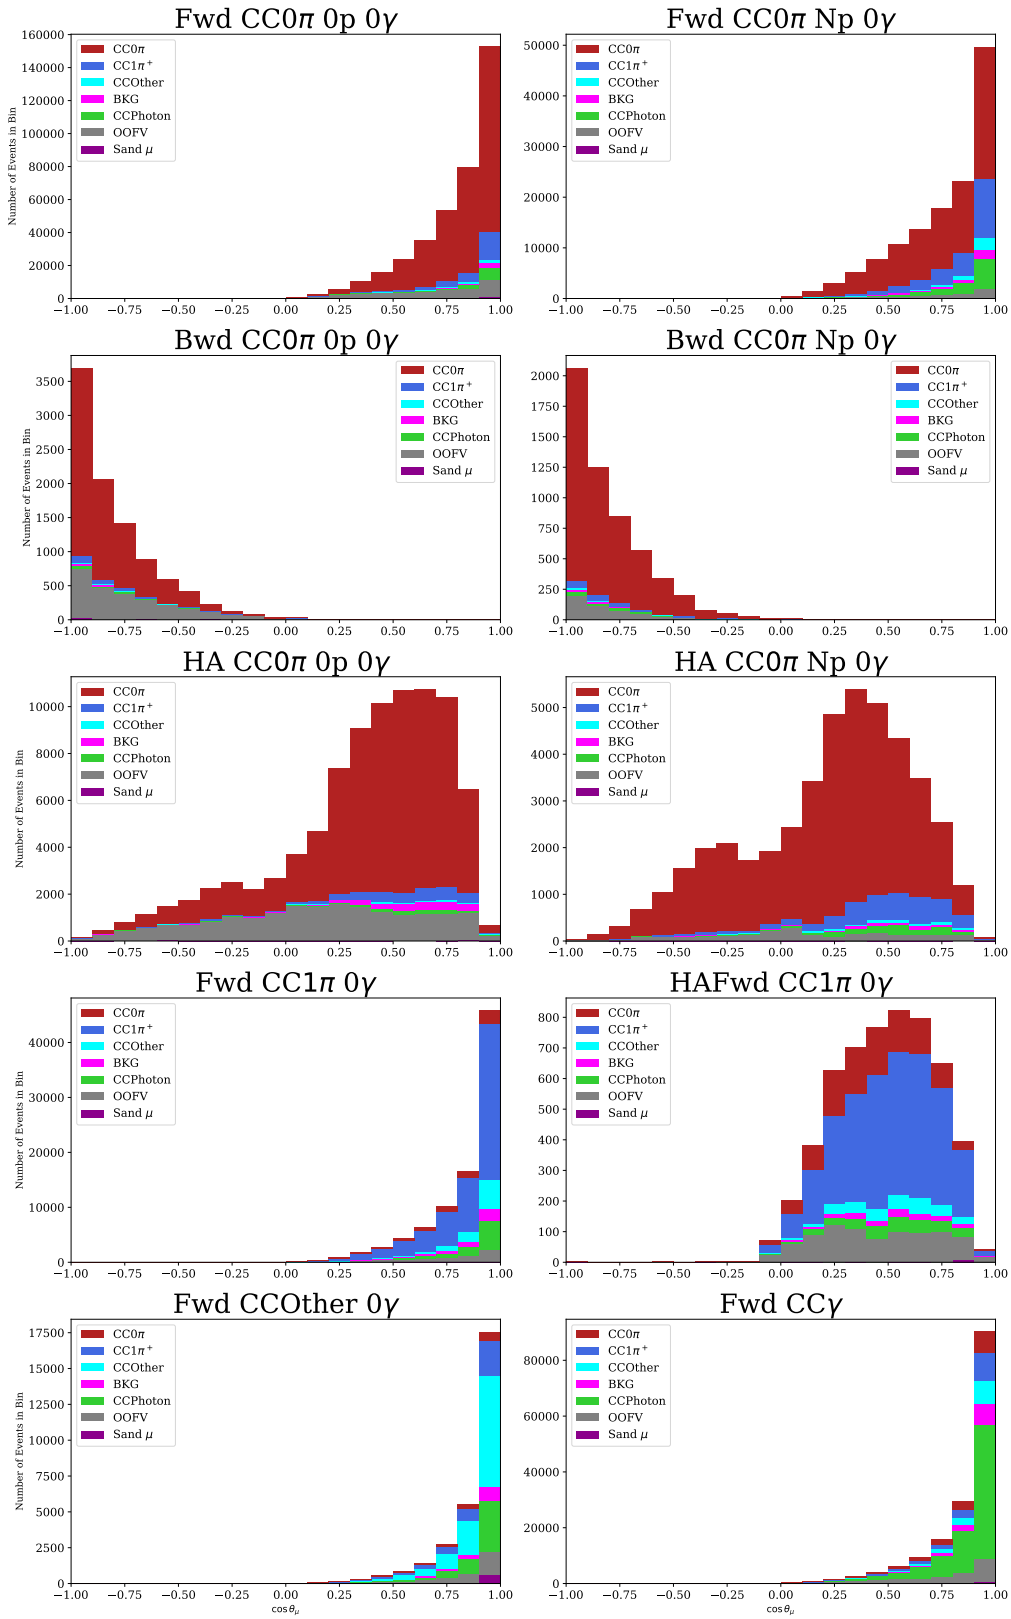 Fwd CC0π 0p 0γ
Number of Events in Bin
160000
140000
120000
100000
80000
60000
40000
20000
0
CC0π
CC1π⁺
CCOther
BKG
CCPhoton
OOFV
Sand μ
−1.00 −0.75 −0.50 −0.25 0.00 0.25 0.50 0.75 1.00
Fwd CC0π Np 0γ
50000
40000
30000
20000
10000
0
CC0π
CC1π⁺
CCOther
BKG
CCPhoton
OOFV
Sand μ
−1.00 −0.75 −0.50 −0.25 0.00 0.25 0.50 0.75 1.00
Bwd CC0π 0p 0γ
Number of Events in Bin
3500
3000
2500
2000
1500
1000
500
0
CC0π
CC1π⁺
CCOther
BKG
CCPhoton
OOFV
Sand μ
−1.00 −0.75 −0.50 −0.25 0.00 0.25 0.50 0.75 1.00
Bwd CC0π Np 0γ
2000
1750
1500
1250
1000
750
500
250
0
CC0π
CC1π⁺
CCOther
BKG
CCPhoton
OOFV
Sand μ
−1.00 −0.75 −0.50 −0.25 0.00 0.25 0.50 0.75 1.00
HA CC0π 0p 0γ
Number of Events in Bin
10000
8000
6000
4000
2000
0
CC0π
CC1π⁺
CCOther
BKG
CCPhoton
OOFV
Sand μ
−1.00 −0.75 −0.50 −0.25 0.00 0.25 0.50 0.75 1.00
HA CC0π Np 0γ
5000
4000
3000
2000
1000
0
CC0π
CC1π⁺
CCOther
BKG
CCPhoton
OOFV
Sand μ
−1.00 −0.75 −0.50 −0.25 0.00 0.25 0.50 0.75 1.00
Fwd CC1π 0γ
Number of Events in Bin
40000
30000
20000
10000
0
CC0π
CC1π⁺
CCOther
BKG
CCPhoton
OOFV
Sand μ
−1.00 −0.75 −0.50 −0.25 0.00 0.25 0.50 0.75 1.00
HAFwd CC1π 0γ
800
700
600
500
400
300
200
100
0
CC0π
CC1π⁺
CCOther
BKG
CCPhoton
OOFV
Sand μ
−1.00 −0.75 −0.50 −0.25 0.00 0.25 0.50 0.75 1.00
Fwd CCOther 0γ
Number of Events in Bin
17500
15000
12500
10000
7500
5000
2500
0
CC0π
CC1π⁺
CCOther
BKG
CCPhoton
OOFV
Sand μ
−1.00 −0.75 −0.50 −0.25 0.00 0.25 0.50 0.75 1.00
cos θμ
Fwd CCγ
80000
60000
40000
20000
0
CC0π
CC1π⁺
CCOther
BKG
CCPhoton
OOFV
Sand μ
−1.00 −0.75 −0.50 −0.25 0.00 0.25 0.50 0.75 1.00
cos θμ